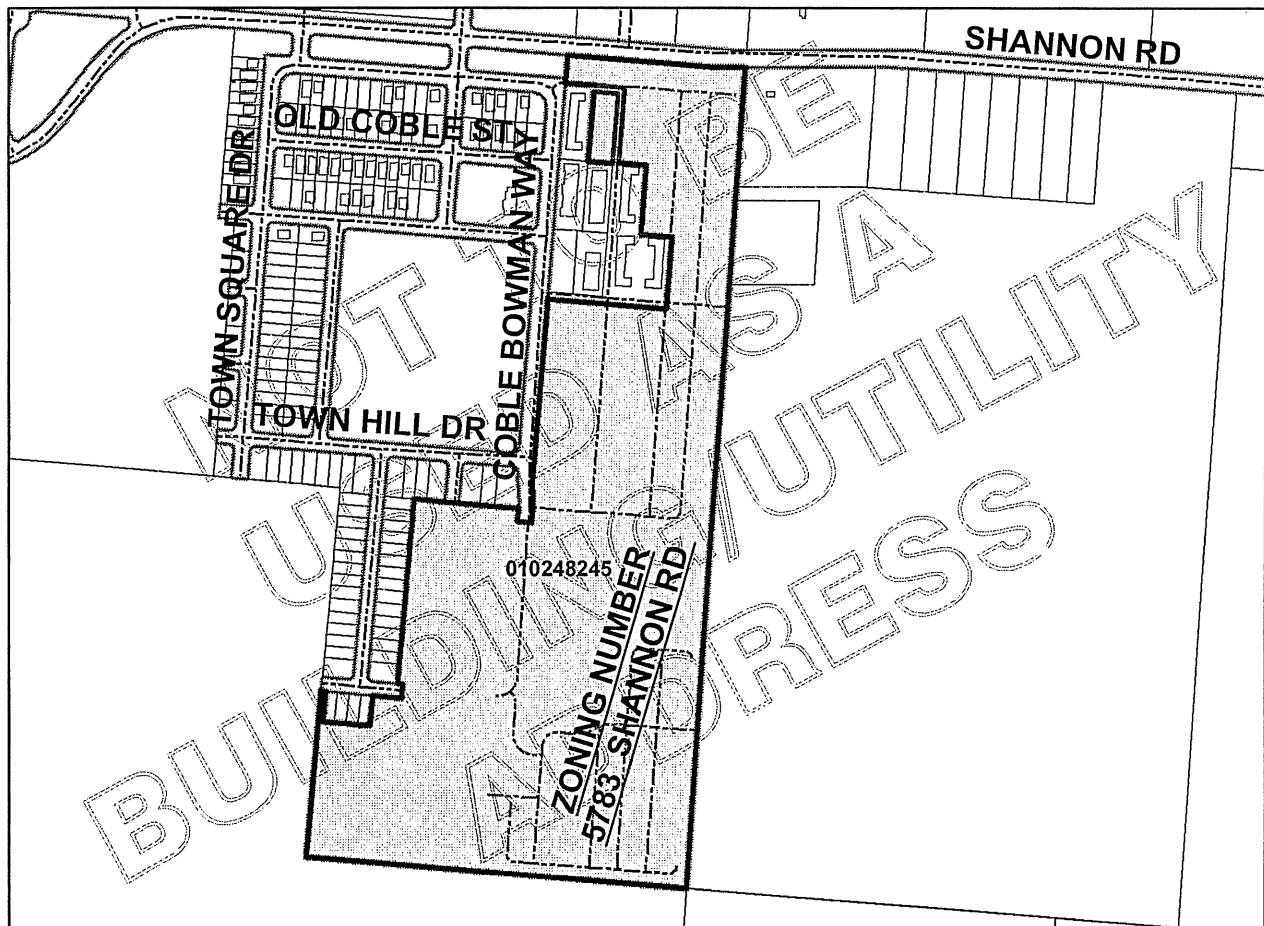 SHANNON RD
OLD COBLE ST
TOWN SQUARE DR
COBLE BOWMAN WAY
TOWN HILL DR
010248245
ZONING NUMBER
5783 SHANNON RD
NOT TO BE
USED AS A
BUILDING/UTILITY
ADDRESS